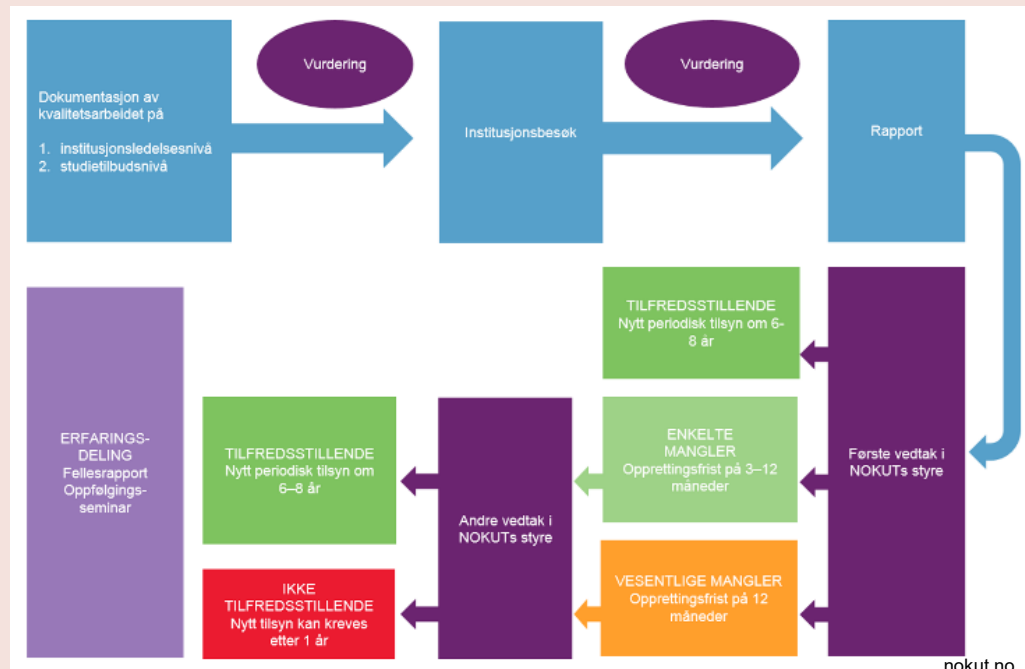 Vurdering
Vurdering
Dokumentasjon av
kvalitetsarbeidet på
1. institusjonsledelsesnivå
2. studietilbudsnivå
Institusjonsbesøk
Rapport
TILFREDSSTILLENDE
Nytt periodisk tilsyn om 6-
8 år
ENKELTE
MANGLER
Opprettingsfrist på 3–12
måneder
VESENTLIGE MANGLER
Opprettingsfrist på 12
måneder
Første vedtak i
NOKUTs styre
Andre vedtak i
NOKUTs styre
TILFREDSSTILLENDE
Nytt periodisk tilsyn om
6–8 år
IKKE
TILFREDSSTILLENDE
Nytt tilsyn kan kreves
etter 1 år
ERFARINGS-
DELING
Fellesrapport
Oppfølgings-
seminar
nokut.no